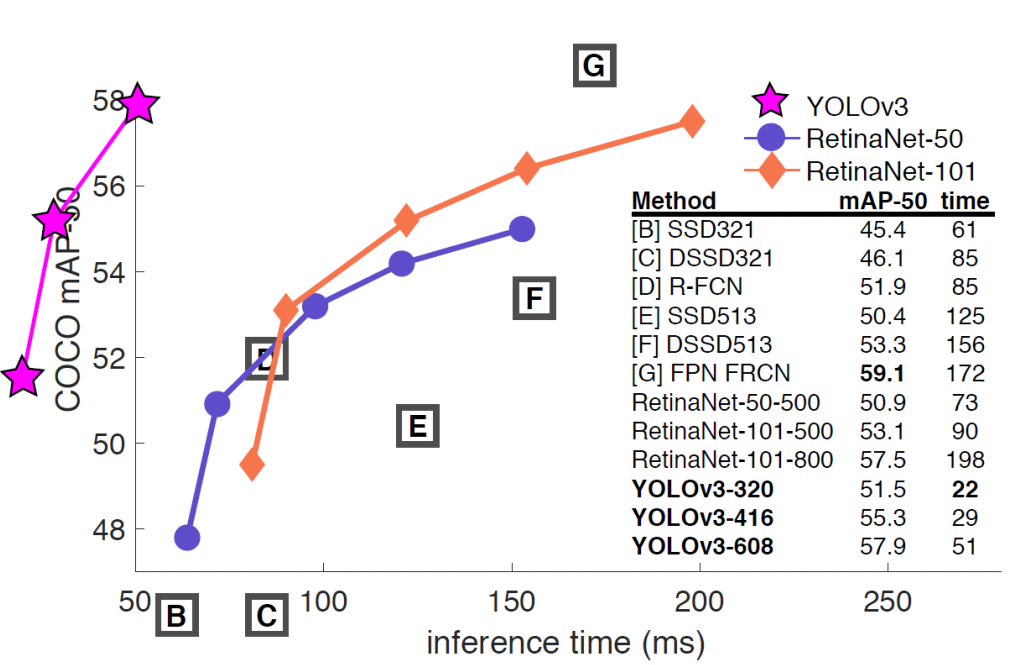 G
58
YOLOv3
RetinaNet-50
RetinaNet-101
56
54
52
50
48
COCO mAP-50
D
F
E
Method mAP-50 time
[B] SSD321 45.4 61
[C] DSSD321 46.1 85
[D] R-FCN 51.9 85
[E] SSD513 50.4 125
[F] DSSD513 53.3 156
[G] FPN FRCN 59.1 172
RetinaNet-50-500 50.9 73
RetinaNet-101-500 53.1 90
RetinaNet-101-800 57.5 198
YOLOv3-320 51.5 22
YOLOv3-416 55.3 29
YOLOv3-608 57.9 51
50 100 150 200 250
B C
inference time (ms)